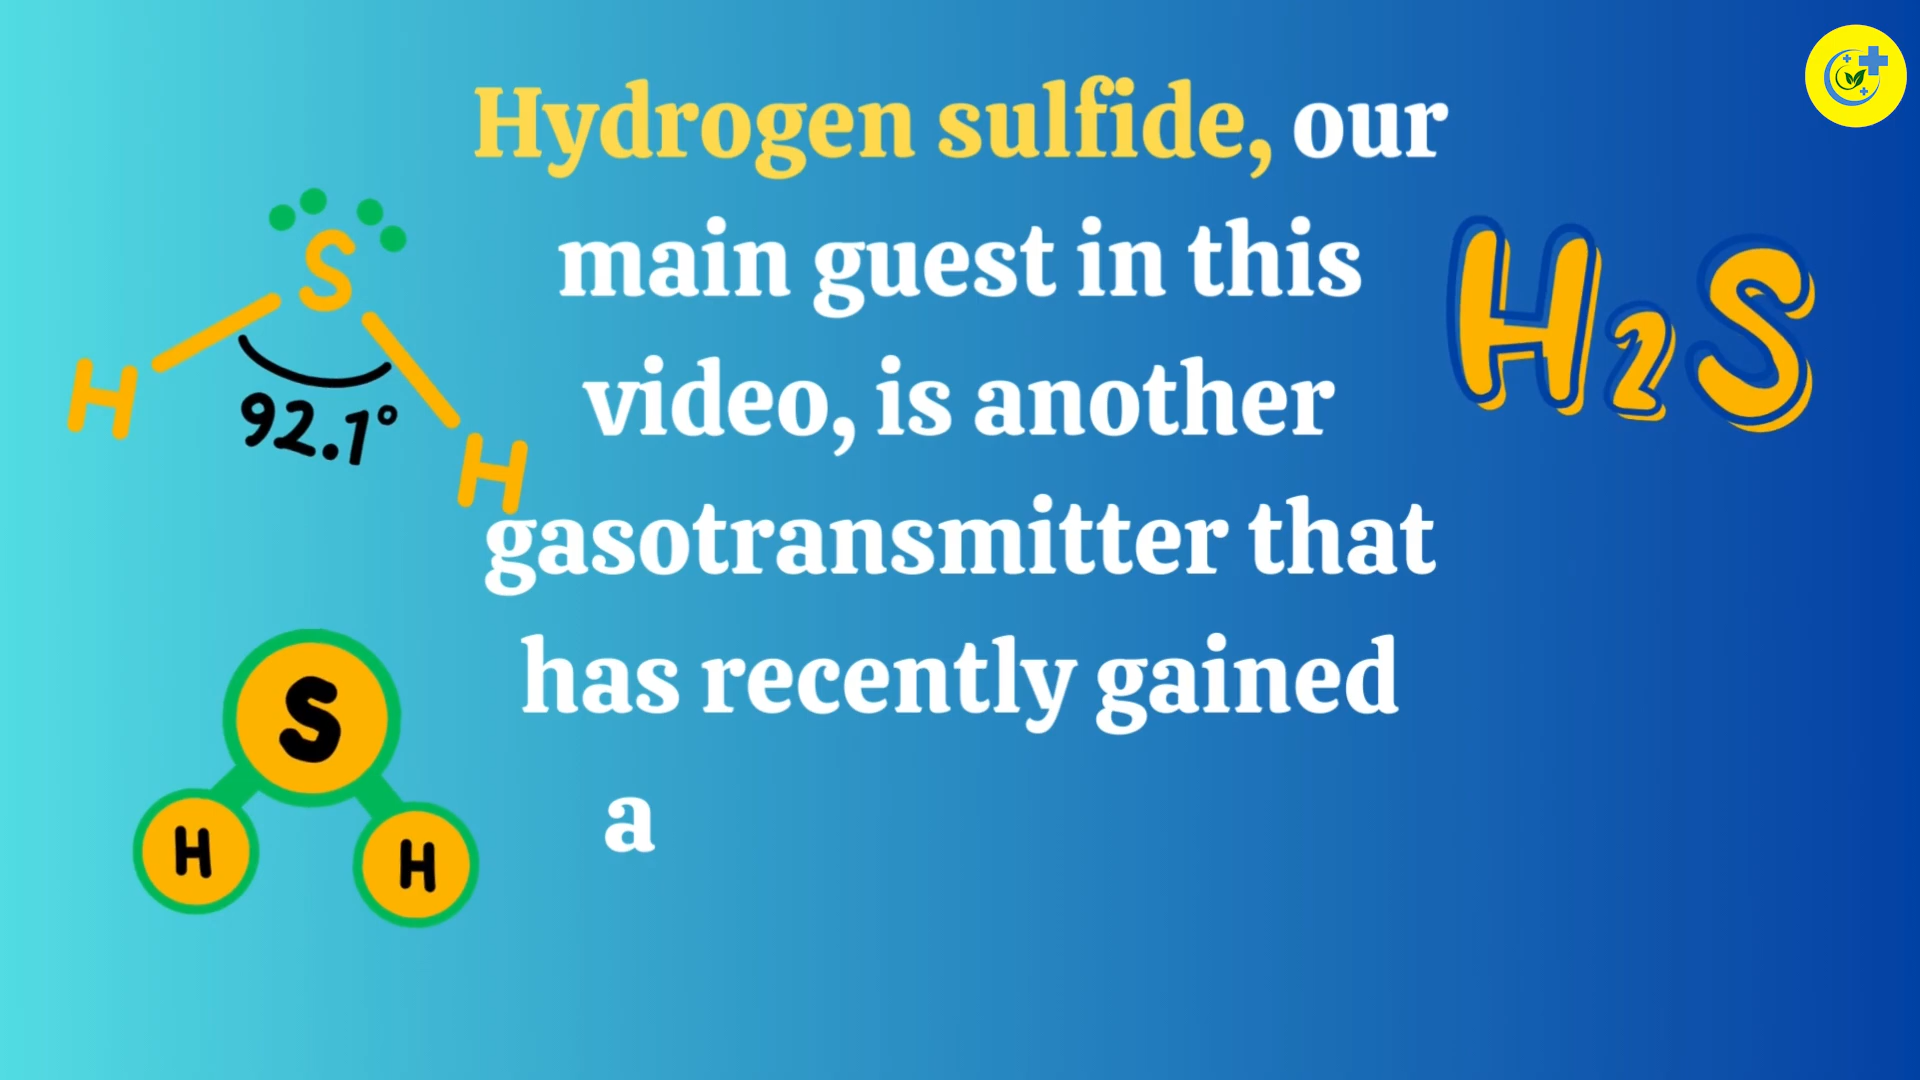 Hydrogen sulfide, our
main guest in this
video, is another
gasotransmitter that
has recently gained
a
S
H
H
92.1°
H₂S
S
H
H